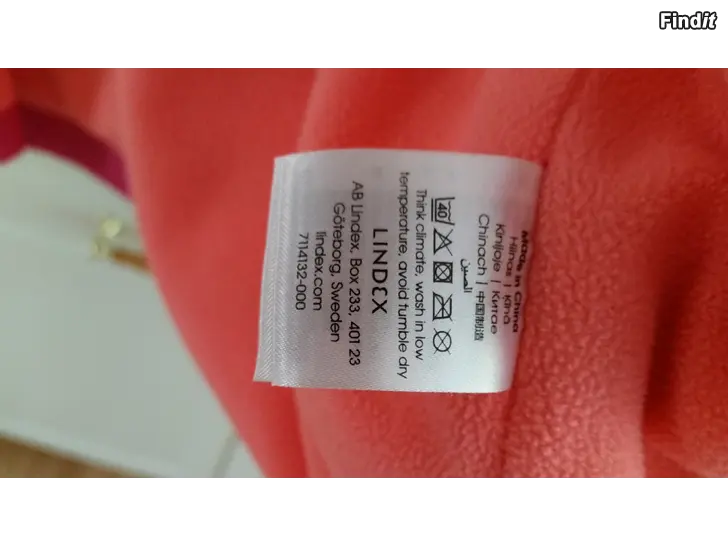 Findit
Made in China
Hiinas | Kīnā
Kinijoje | Китае
Chinach | 中国制造
الصين
40
Think climate, wash in low
temperature, avoid tumble dry
LINDEX
AB Lindex, Box 233, 401 23
Göteborg, Sweden
lindex.com
7114132-000